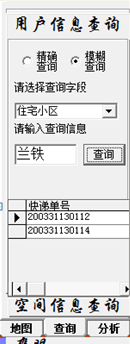 用户信息查询
精确查询
模糊查询
请选择查询字段
住宅小区
请输入查询信息
兰铁
查询
快递单号
200331130112
200331130114
空间信息查询
地图 查询 分析